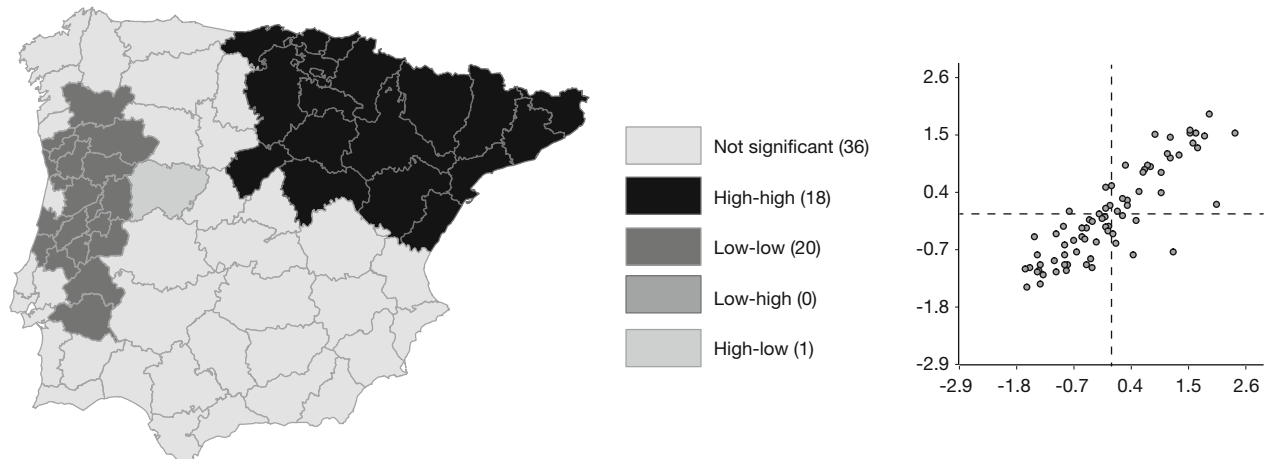 Not significant (36)
High-high (18)
Low-low (20)
Low-high (0)
High-low (1)
2.6
1.5
0.4
-0.7
-1.8
-2.9
-2.9 -1.8 -0.7 0.4 1.5 2.6